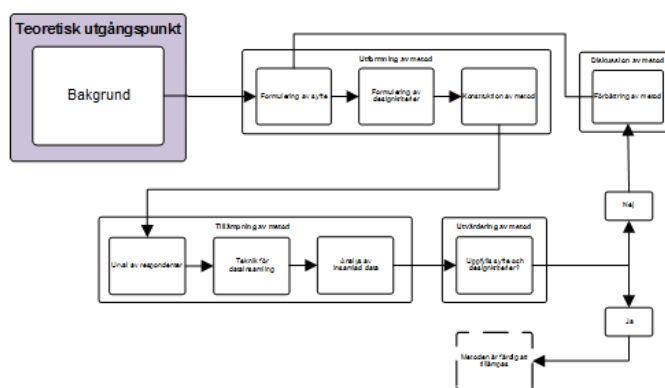 Teoretisk utgångspunkt
Bakgrund
Utformning av metod
Formulering av syfte
Formulering av
designkriterier
Konstruktion av metod
Diskussion av metod
Förbättring av metod
Nej
Tillämpning av metod
Urval av respondenter
Teknik för
datainsamling
Analys av
insamlad data
Utvärdering av metod
Uppfylls syfte och
designkriterier?
Ja
Metoden är färdig att
tillämpas